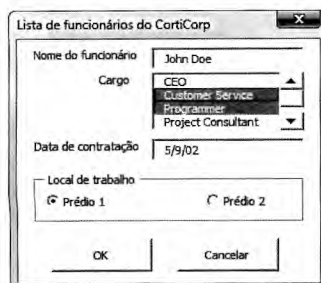 Lista de funcionários do CortiCorp
X
Nome do funcionário John Doe
Cargo CEO
Customer Service
Programmer
Project Consultant
Data de contratação 5/9/02
Local de trabalho
Prédio 1 Prédio 2
OK Cancelar